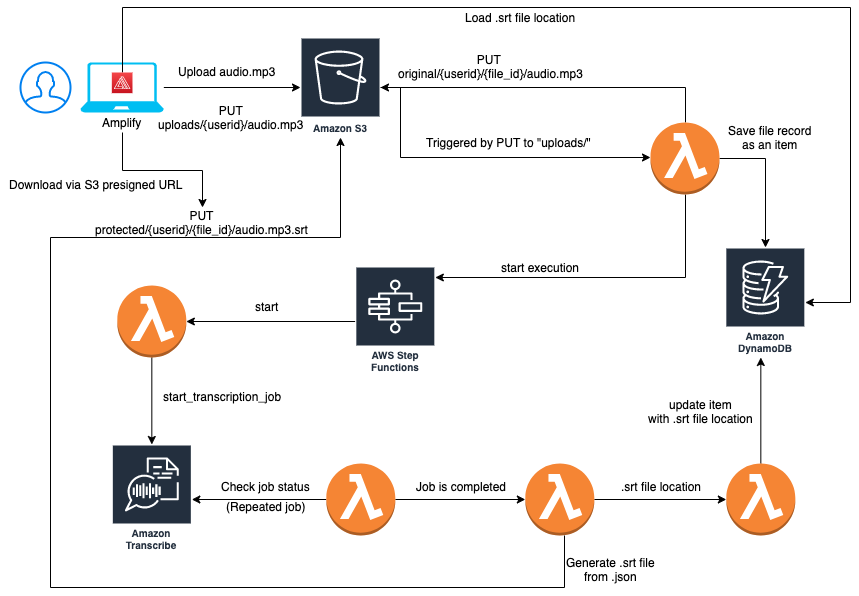 Load .srt file location
Upload audio.mp3
PUT
uploads/{userid}/audio.mp3
Amplify
Amazon S3
PUT
original/{userid}/{file_id}/audio.mp3
Triggered by PUT to "uploads/"
Save file record
as an item
Download via S3 presigned URL
PUT
protected/{userid}/{file_id}/audio.mp3.srt
start execution
start
AWS Step
Functions
Amazon
DynamoDB
start_transcription_job
update item
with .srt file location
Amazon
Transcribe
Check job status
(Repeated job)
Job is completed
.srt file location
Generate .srt file
from .json